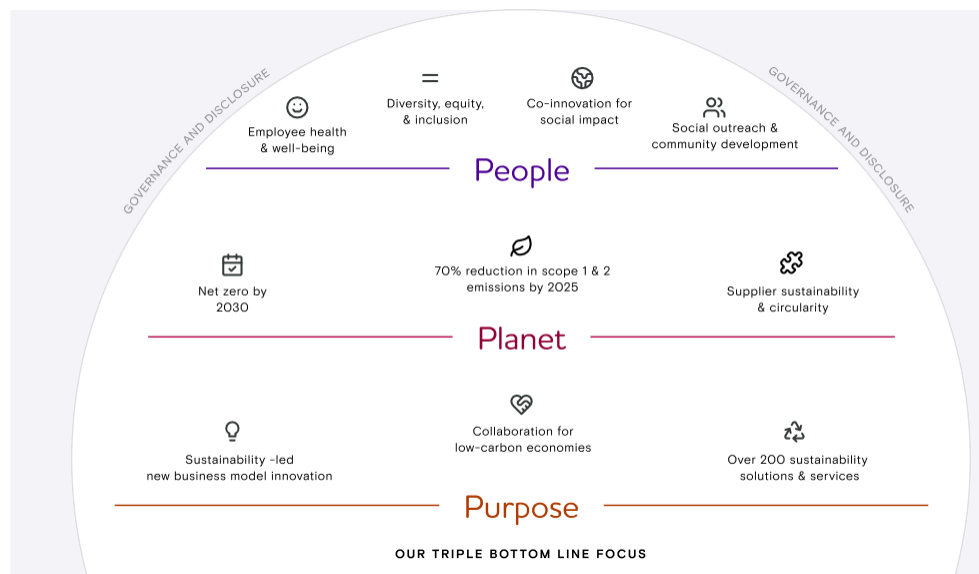 GOVERNANCE AND DISCLOSURE
GOVERNANCE AND DISCLOSURE
Diversity, equity,
& inclusion
Co-innovation for
social impact
Employee health
& well-being
Social outreach &
community development
People
Net zero by
2030
70% reduction in scope 1 & 2
emissions by 2025
Supplier sustainability
& circularity
Planet
Sustainability -led
new business model innovation
Collaboration for
low-carbon economies
Over 200 sustainability
solutions & services
Purpose
OUR TRIPLE BOTTOM LINE FOCUS